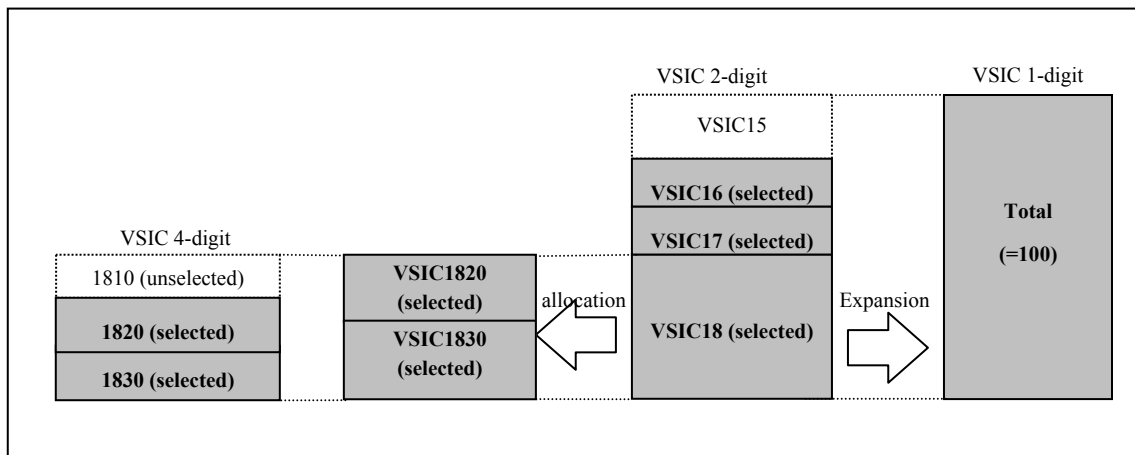 VSIC 2-digit
VSIC 1-digit
VSIC15
VSIC16 (selected)
VSIC17 (selected)
Total
(=100)
VSIC 4-digit
1810 (unselected)
1820 (selected)
1830 (selected)
VSIC1820
(selected)
VSIC1830
(selected)
allocation
VSIC18 (selected)
Expansion